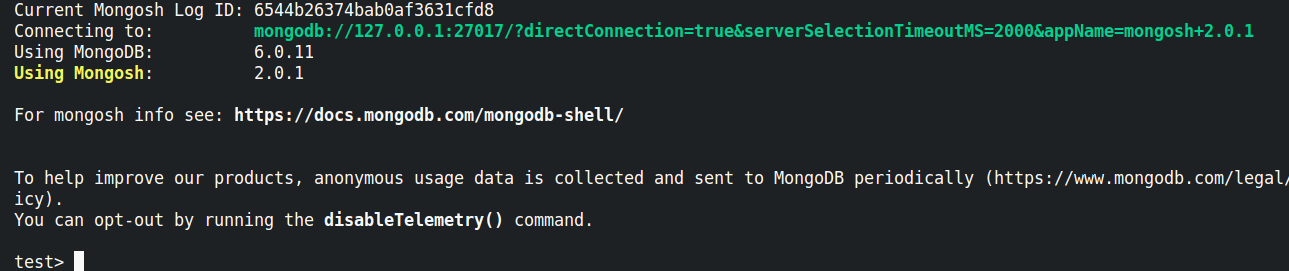 Current Mongosh Log ID: 6544b26374bab0af3631cfd8
Connecting to: mongodb://127.0.0.1:27017/?directConnection=true&serverSelectionTimeoutMS=2000&appName=mongosh+2.0.1
Using MongoDB: 6.0.11
Using Mongosh: 2.0.1
For mongosh info see: https://docs.mongodb.com/mongodb-shell/
To help improve our products, anonymous usage data is collected and sent to MongoDB periodically (https://www.mongodb.com/legal/
icy).
You can opt-out by running the disableTelemetry() command.
test>